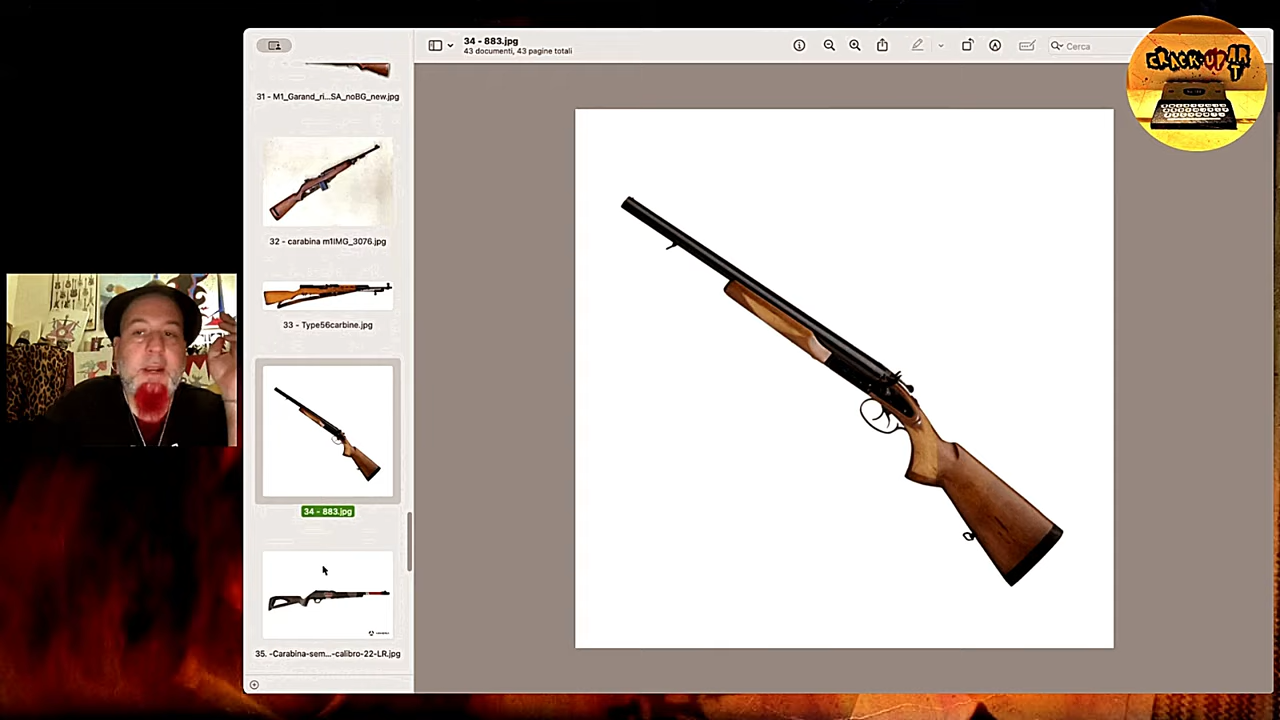 34 - 883.jpg
43 documenti, 43 pagine totali
Cerca
CRACK-UP ART
31 - M1_Garand_ri...SA_noBG_new.jpg
32 - carabina m1IMG_3076.jpg
33 - Type56carbine.jpg
34 - 883.jpg
35. -Carabina-sem...-calibro-22-LR.jpg